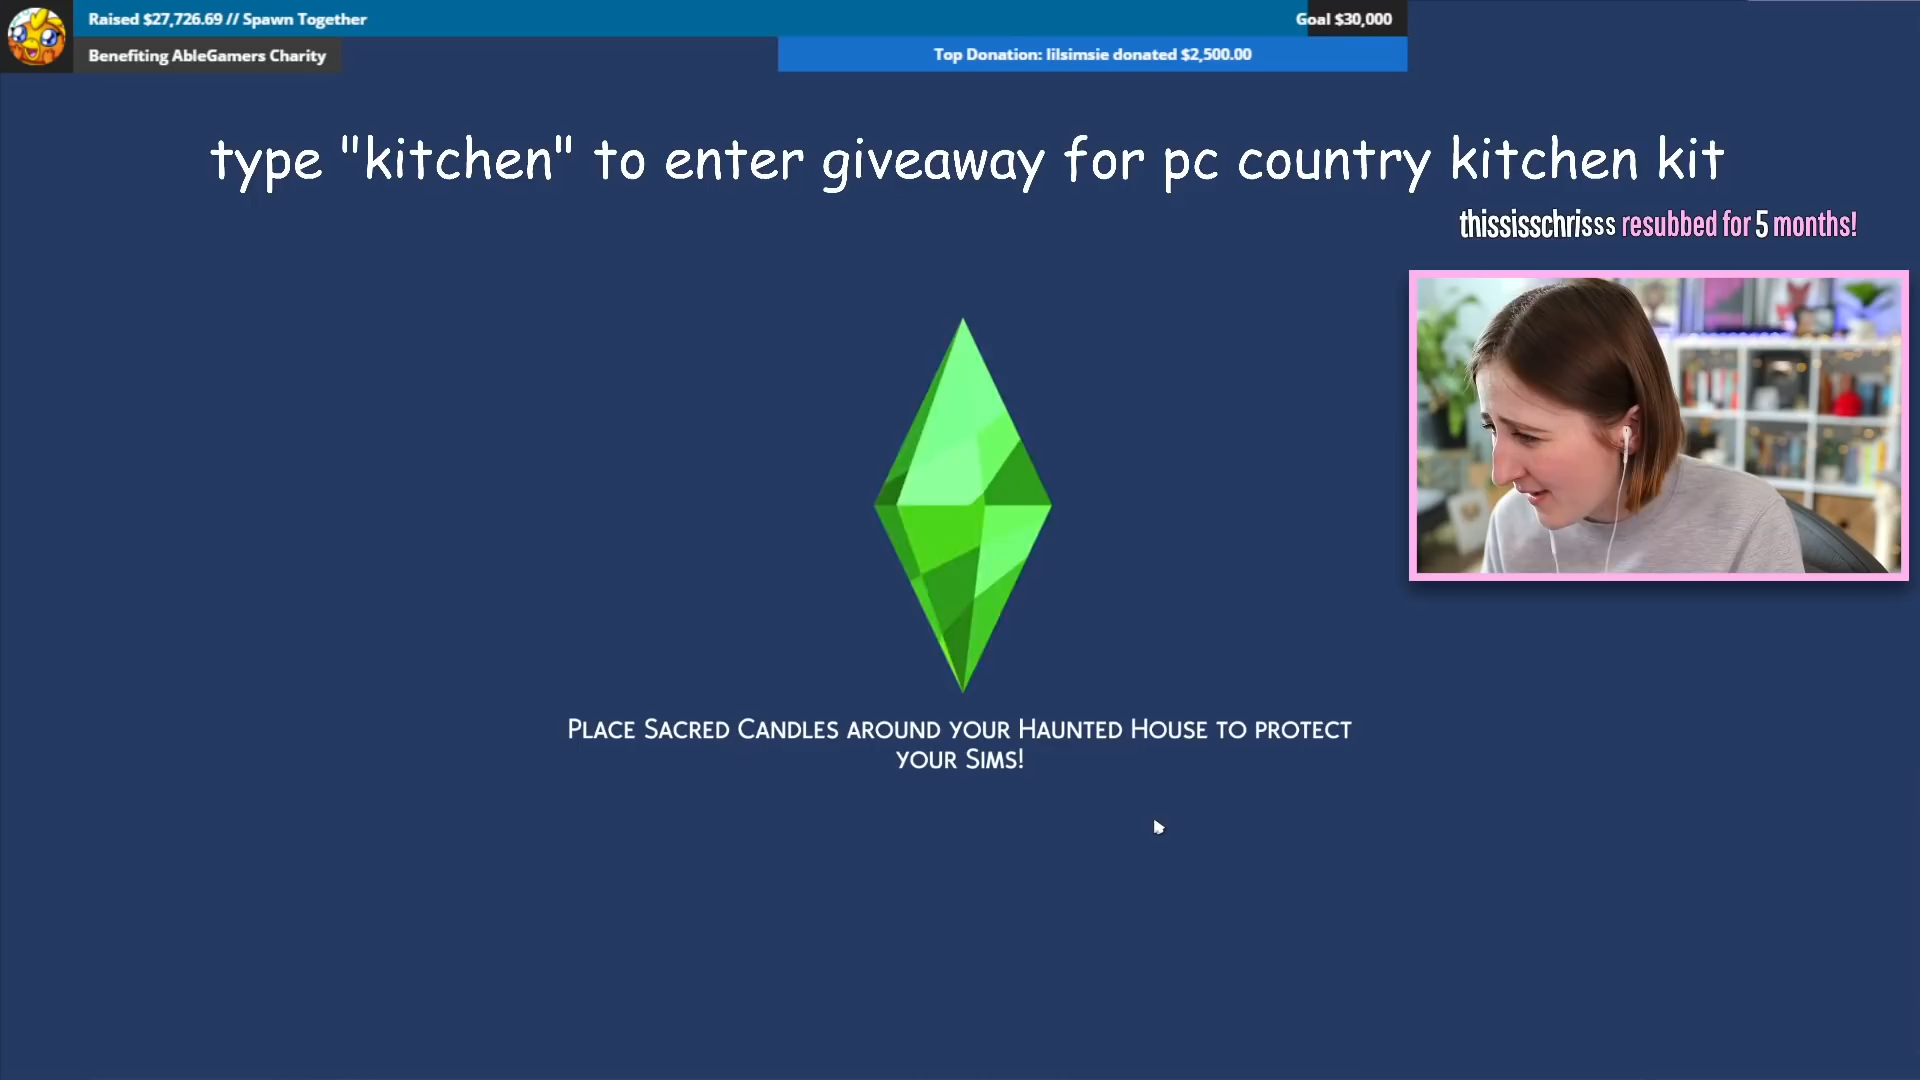 Raised $27,726.69 // Spawn Together
Goal $30,000
Benefiting AbleGamers Charity
Top Donation: lilsimsie donated $2,500.00
type "kitchen" to enter giveaway for pc country kitchen kit
thississchrisss resubbed for 5 months!
PLACE SACRED CANDLES AROUND YOUR HAUNTED HOUSE TO PROTECT
YOUR SIMS!